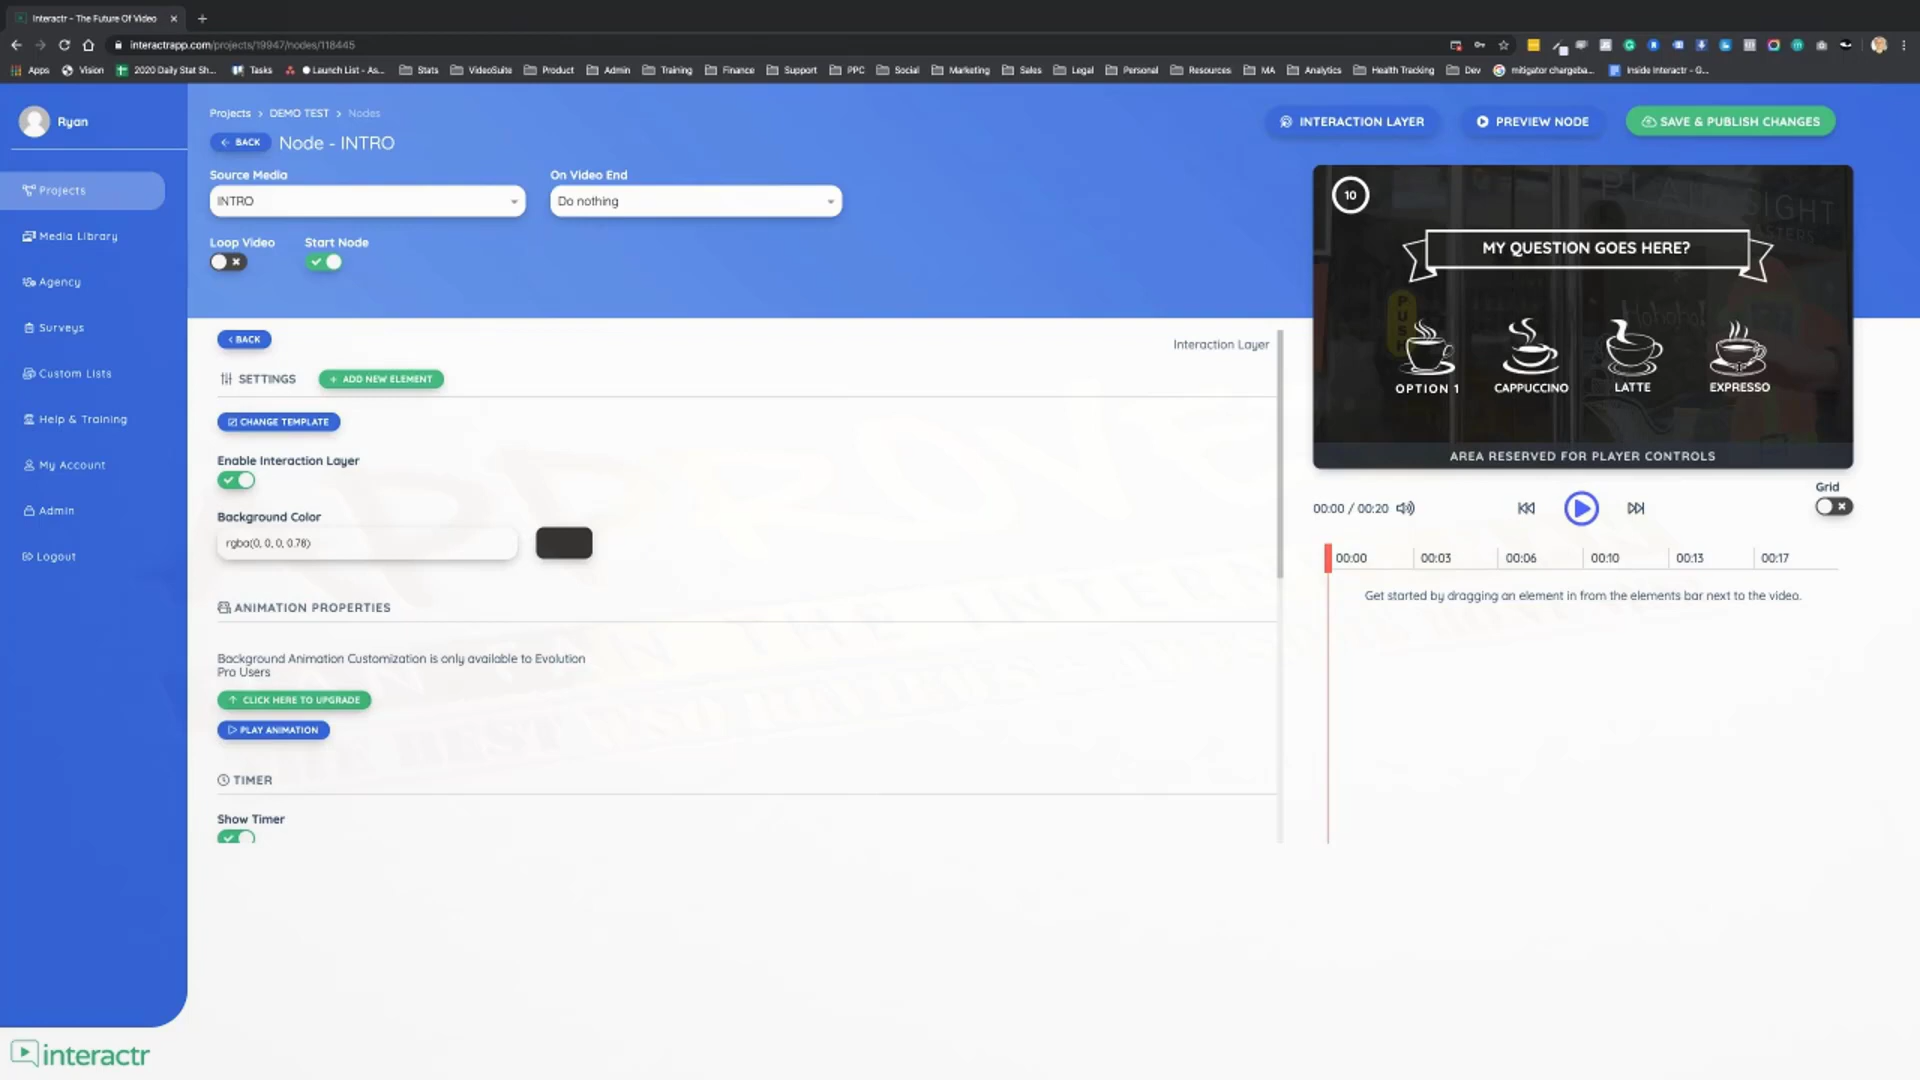 Interactr - The Future Of Video
interactrapp.com/projects/19947/nodes/118445
Apps Vision 2020 Daily Stat Sh... Tasks Launch List - As... Stats VideoSuite Product Admin Training Finance Support PPC Social Marketing Sales Legal Personal Resources MA Analytics Health Tracking Dev mitigator chargeba... Inside Interactr - G...
Ryan
Projects
Media Library
Agency
Surveys
Custom Lists
Help & Training
My Account
Admin
Logout
interactr
Projects > DEMO TEST > Nodes
BACK Node - INTRO
INTERACTION LAYER PREVIEW NODE SAVE & PUBLISH CHANGES
Source Media On Video End
INTRO Do nothing
Loop Video Start Node
BACK
Interaction Layer
SETTINGS + ADD NEW ELEMENT
CHANGE TEMPLATE
Enable Interaction Layer
Background Color
rgba(0, 0, 0, 0.78)
ANIMATION PROPERTIES
Background Animation Customization is only available to Evolution
Pro Users
CLICK HERE TO UPGRADE
PLAY ANIMATION
TIMER
Show Timer
10
MY QUESTION GOES HERE?
PUS
OPTION 1 CAPPUCCINO LATTE EXPRESSO
AREA RESERVED FOR PLAYER CONTROLS
00:00 / 00:20
Grid
00:00 00:03 00:06 00:10 00:13 00:17
Get started by dragging an element in from the elements bar next to the video.